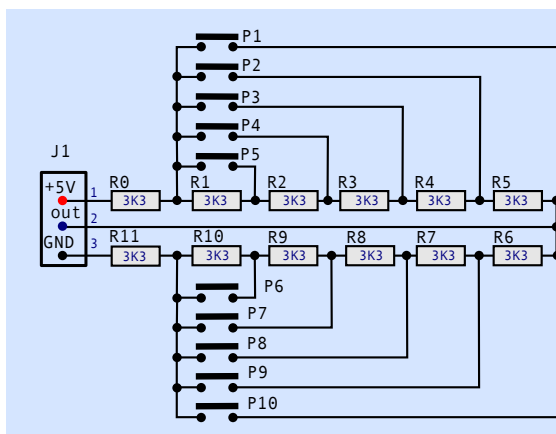 P1
P2
P3
P4
P5
J1
+5V 1 R0 R1 R2 R3 R4 R5
3K3 3K3 3K3 3K3 3K3 3K3
out 2
GND 3 R11 R10 R9 R8 R7 R6
3K3 3K3 3K3 3K3 3K3 3K3
P6
P7
P8
P9
P10